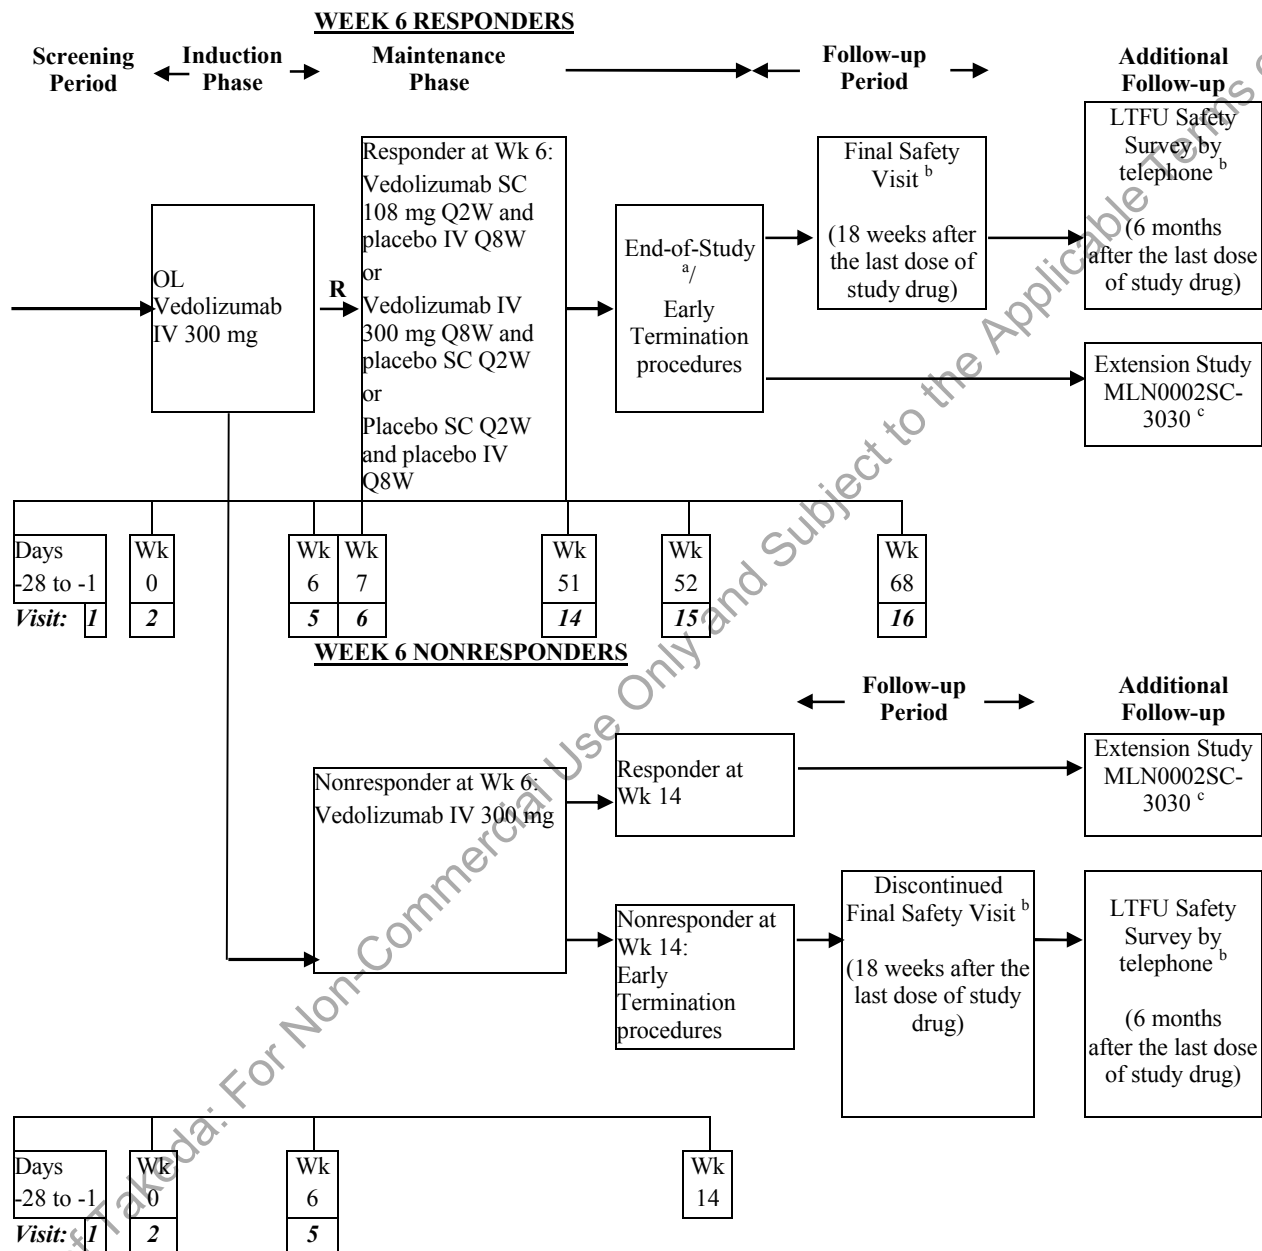 WEEK 6 RESPONDERS
Screening
Period
Induction
Phase
Maintenance
Phase
Follow-up
Period
Additional
Follow-up
OL
Vedolizumab
IV 300 mg
R
Responder at Wk 6:
Vedolizumab SC
108 mg Q2W and
placebo IV Q8W
or
Vedolizumab IV
300 mg Q8W and
placebo SC Q2W
or
Placebo SC Q2W
and placebo IV
Q8W
End-of-Study
a/
Early
Termination
procedures
Final Safety
Visit b
(18 weeks after
the last dose of
study drug)
LTFU Safety
Survey by
telephone b
(6 months
after the last dose
of study drug)
Extension Study
MLN0002SC-
3030 c
Days Wk Wk Wk Wk Wk Wk
-28 to -1 0 6 7 51 52 68
Visit: 1 2 5 6 14 15 16
WEEK 6 NONRESPONDERS
Follow-up
Period
Additional
Follow-up
Nonresponder at Wk 6:
Vedolizumab IV 300 mg
Responder at
Wk 14
Extension Study
MLN0002SC-
3030 c
Nonresponder at
Wk 14:
Early
Termination
procedures
Discontinued
Final Safety Visit b
(18 weeks after the
last dose of study
drug)
LTFU Safety
Survey by
telephone b
(6 months
after the last dose
of study drug)
Days Wk Wk Wk
-28 to -1 0 6 14
Visit: 1 2 5
Takeda: For Non-Commercial Use Only and Subject to the Applicable Terms